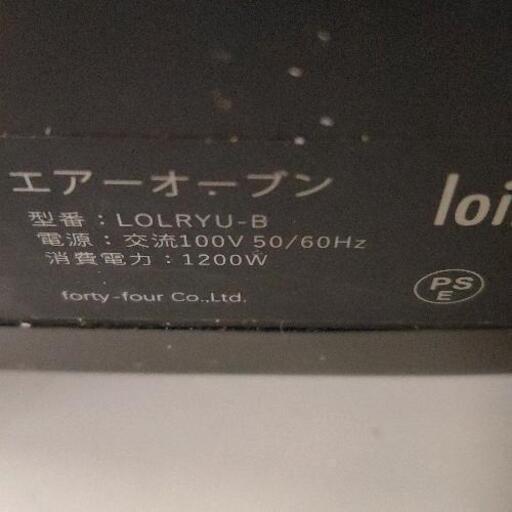 エアーオーブン
型番：LOLRYU-B
電源：交流100V 50/60Hz
消費電力：1200W
forty-four Co.,Ltd.
loi
PS
E